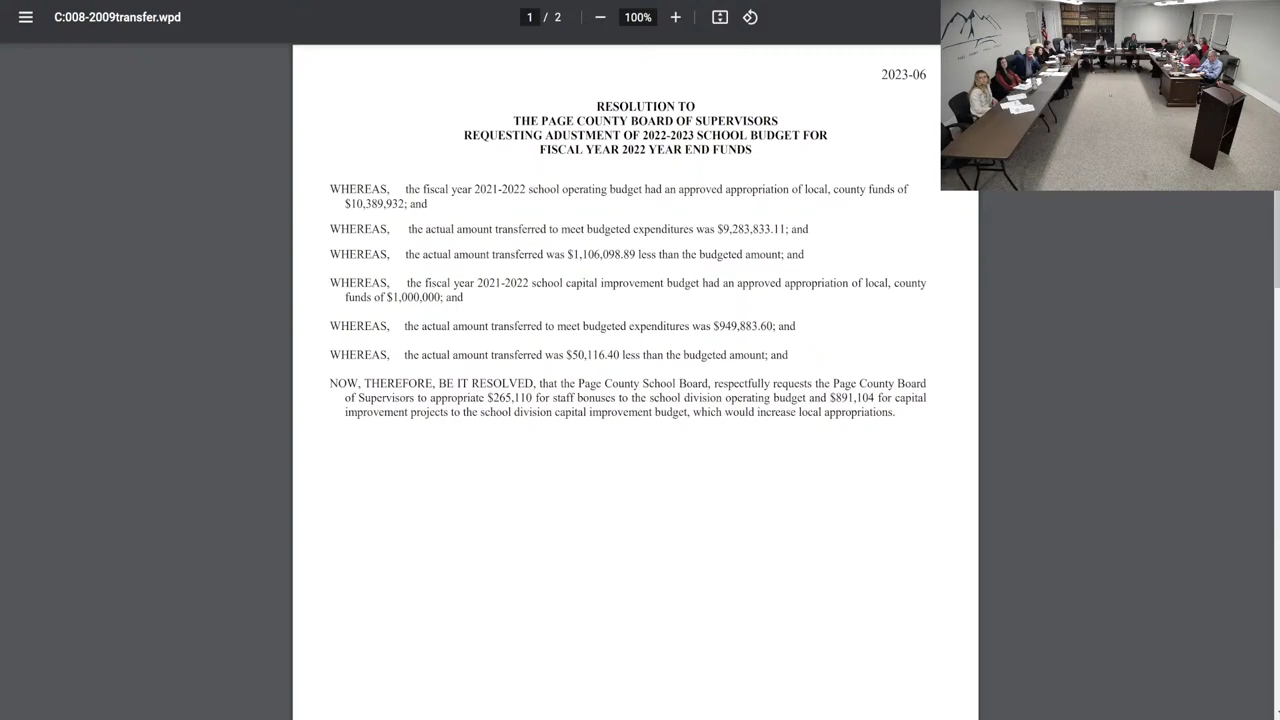 C:008-2009transfer.wpd
1 / 2
100%
2023-06
RESOLUTION TO
THE PAGE COUNTY BOARD OF SUPERVISORS
REQUESTING ADUSTMENT OF 2022-2023 SCHOOL BUDGET FOR
FISCAL YEAR 2022 YEAR END FUNDS
WHEREAS, the fiscal year 2021-2022 school operating budget had an approved appropriation of local, county funds of
$10,389,932; and
WHEREAS, the actual amount transferred to meet budgeted expenditures was $9,283,833.11; and
WHEREAS, the actual amount transferred was $1,106,098.89 less than the budgeted amount; and
WHEREAS, the fiscal year 2021-2022 school capital improvement budget had an approved appropriation of local, county
funds of $1,000,000; and
WHEREAS, the actual amount transferred to meet budgeted expenditures was $949,883.60; and
WHEREAS, the actual amount transferred was $50,116.40 less than the budgeted amount; and
NOW, THEREFORE, BE IT RESOLVED, that the Page County School Board, respectfully requests the Page County Board
of Supervisors to appropriate $265,110 for staff bonuses to the school division operating budget and $891,104 for capital
improvement projects to the school division capital improvement budget, which would increase local appropriations.